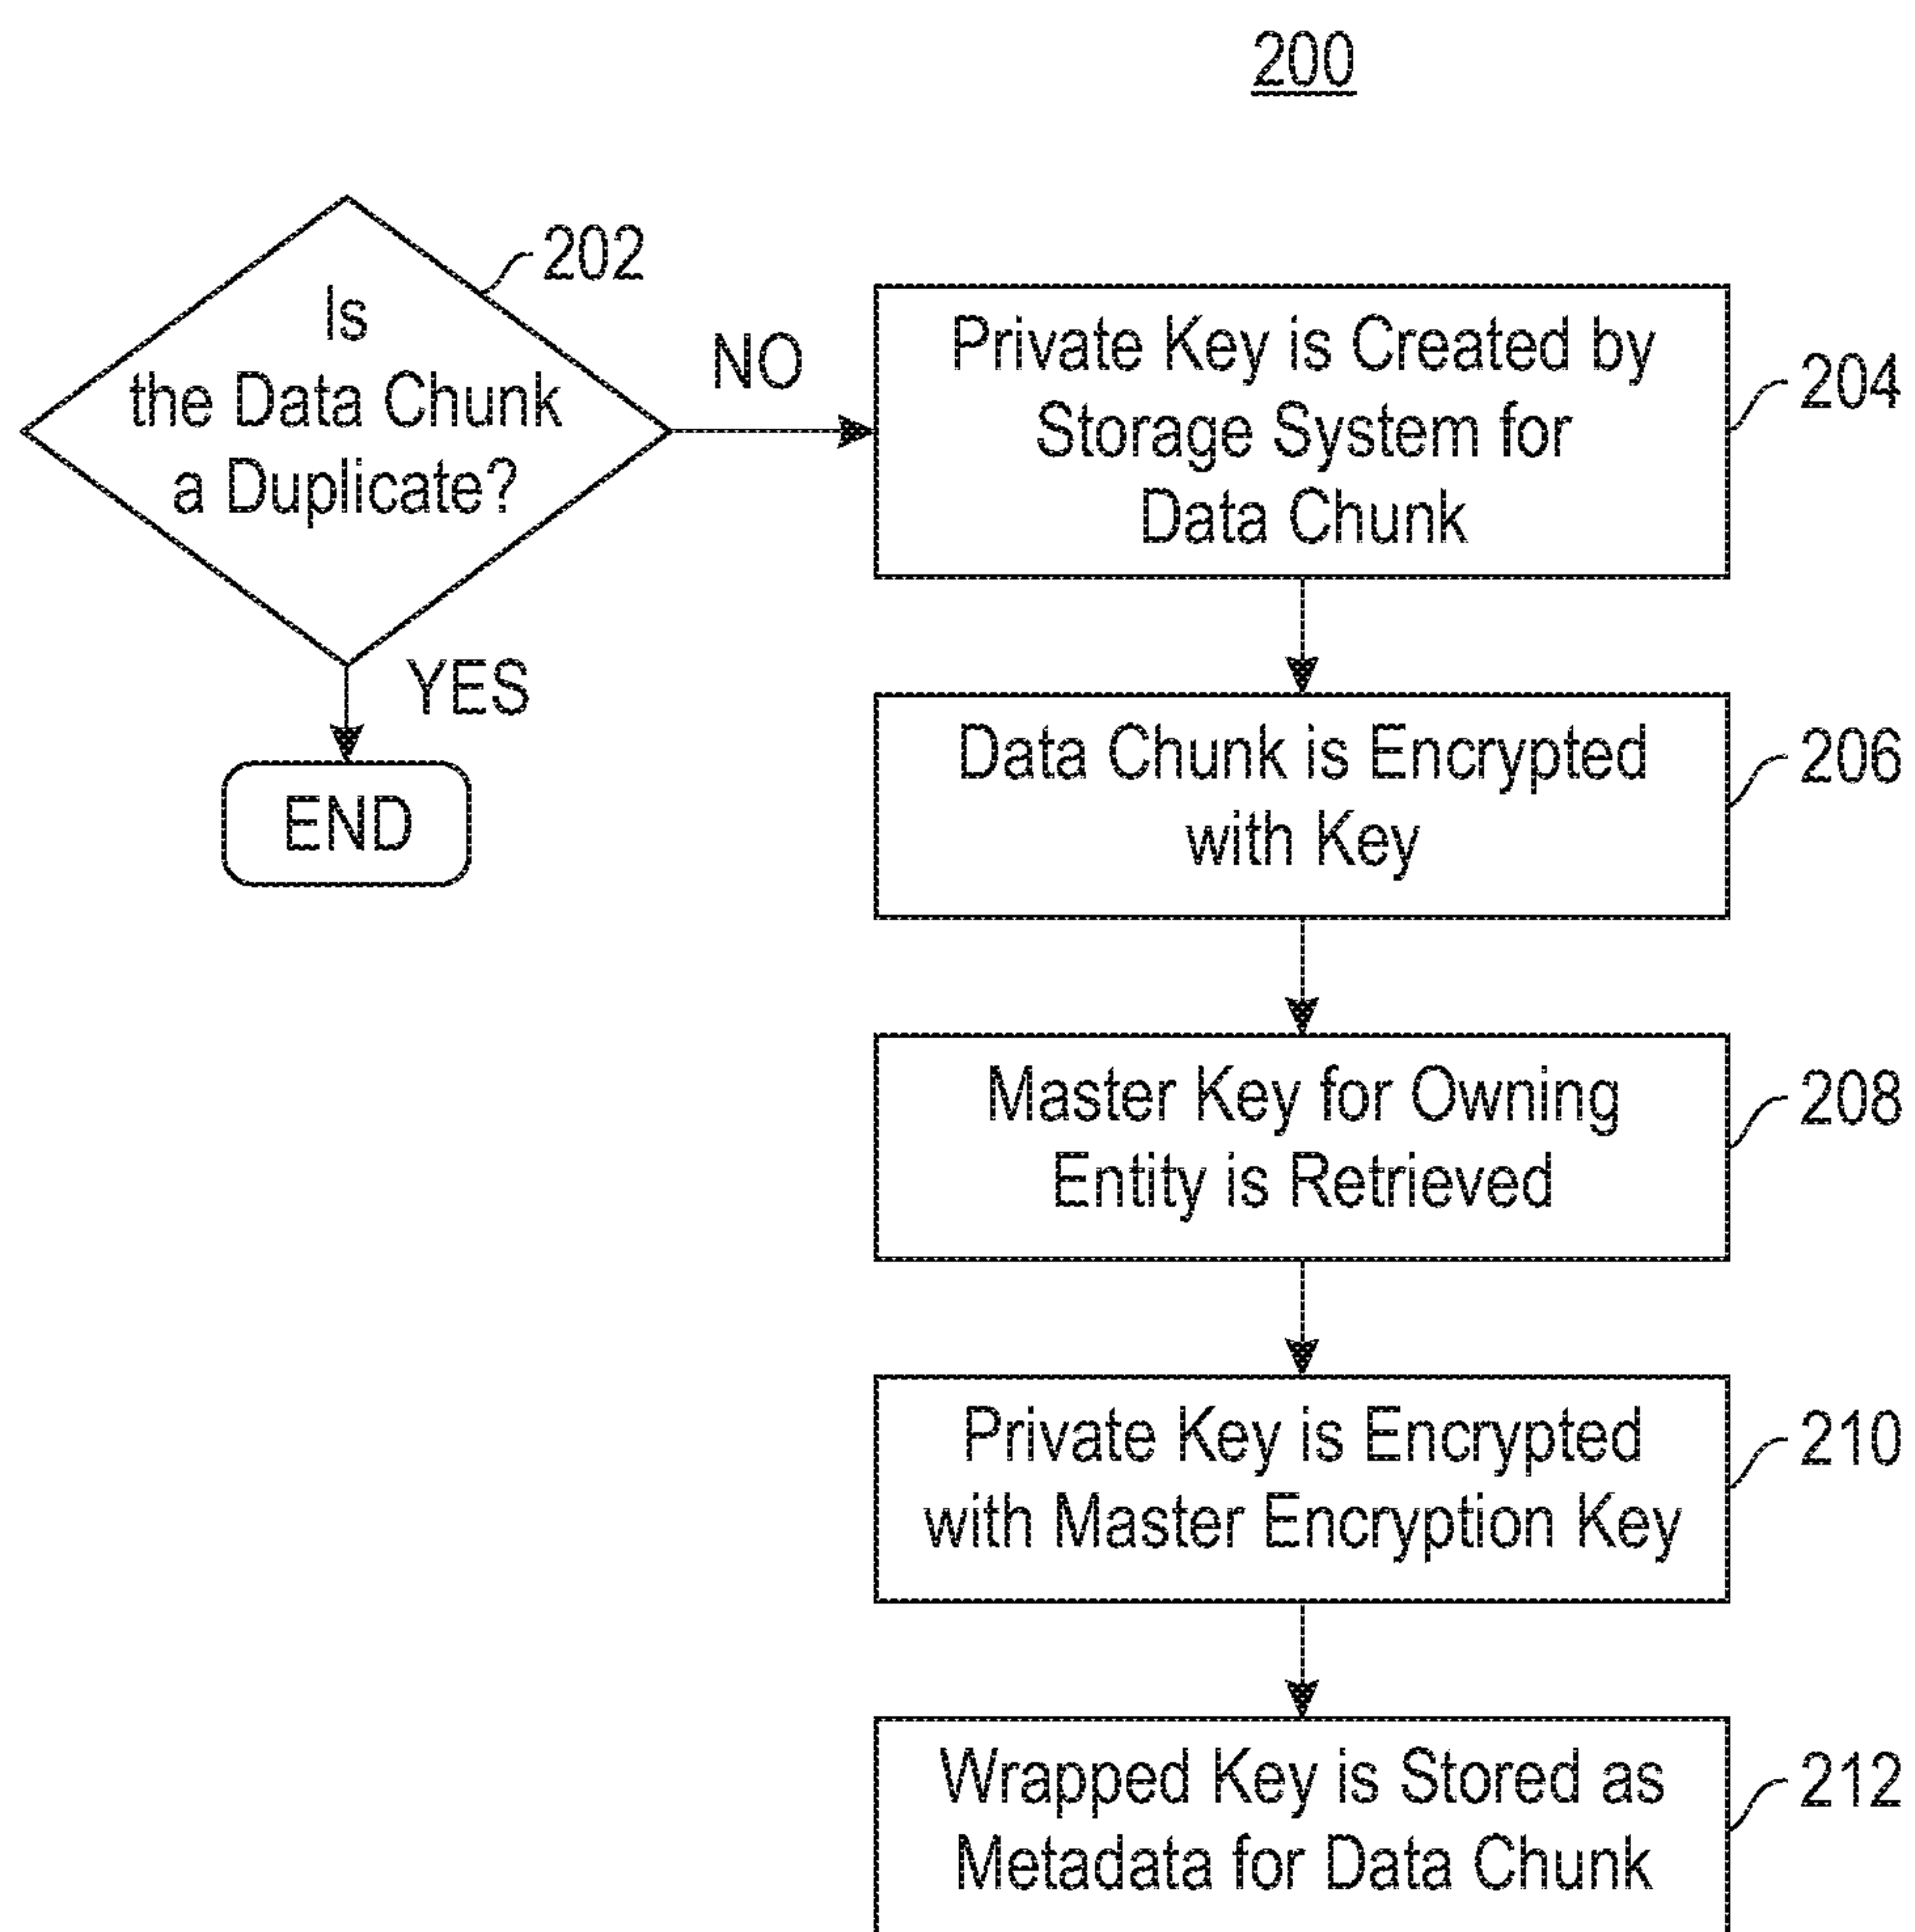 200
Is
the Data Chunk
a Duplicate?
202
NO
YES
END
Private Key is Created by
Storage System for
Data Chunk
204
Data Chunk is Encrypted
with Key
206
Master Key for Owning
Entity is Retrieved
208
Private Key is Encrypted
with Master Encryption Key
210
Wrapped Key is Stored as
Metadata for Data Chunk
212